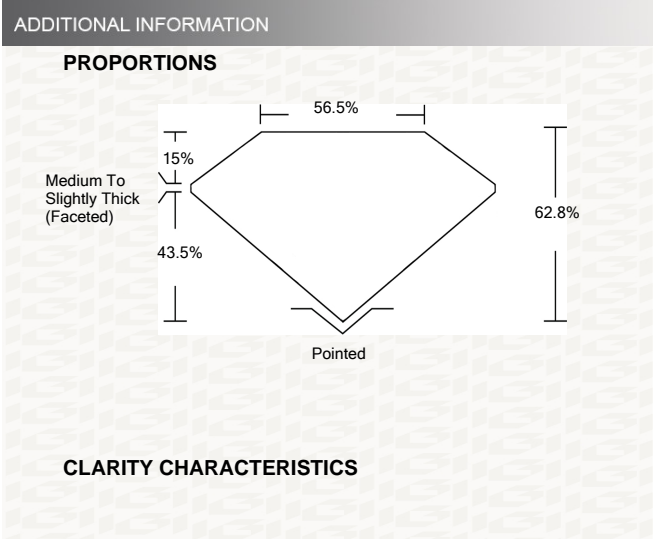 ADDITIONAL INFORMATION
PROPORTIONS
56.5%
15%
Medium To
Slightly Thick
(Faceted)
62.8%
43.5%
Pointed
CLARITY CHARACTERISTICS